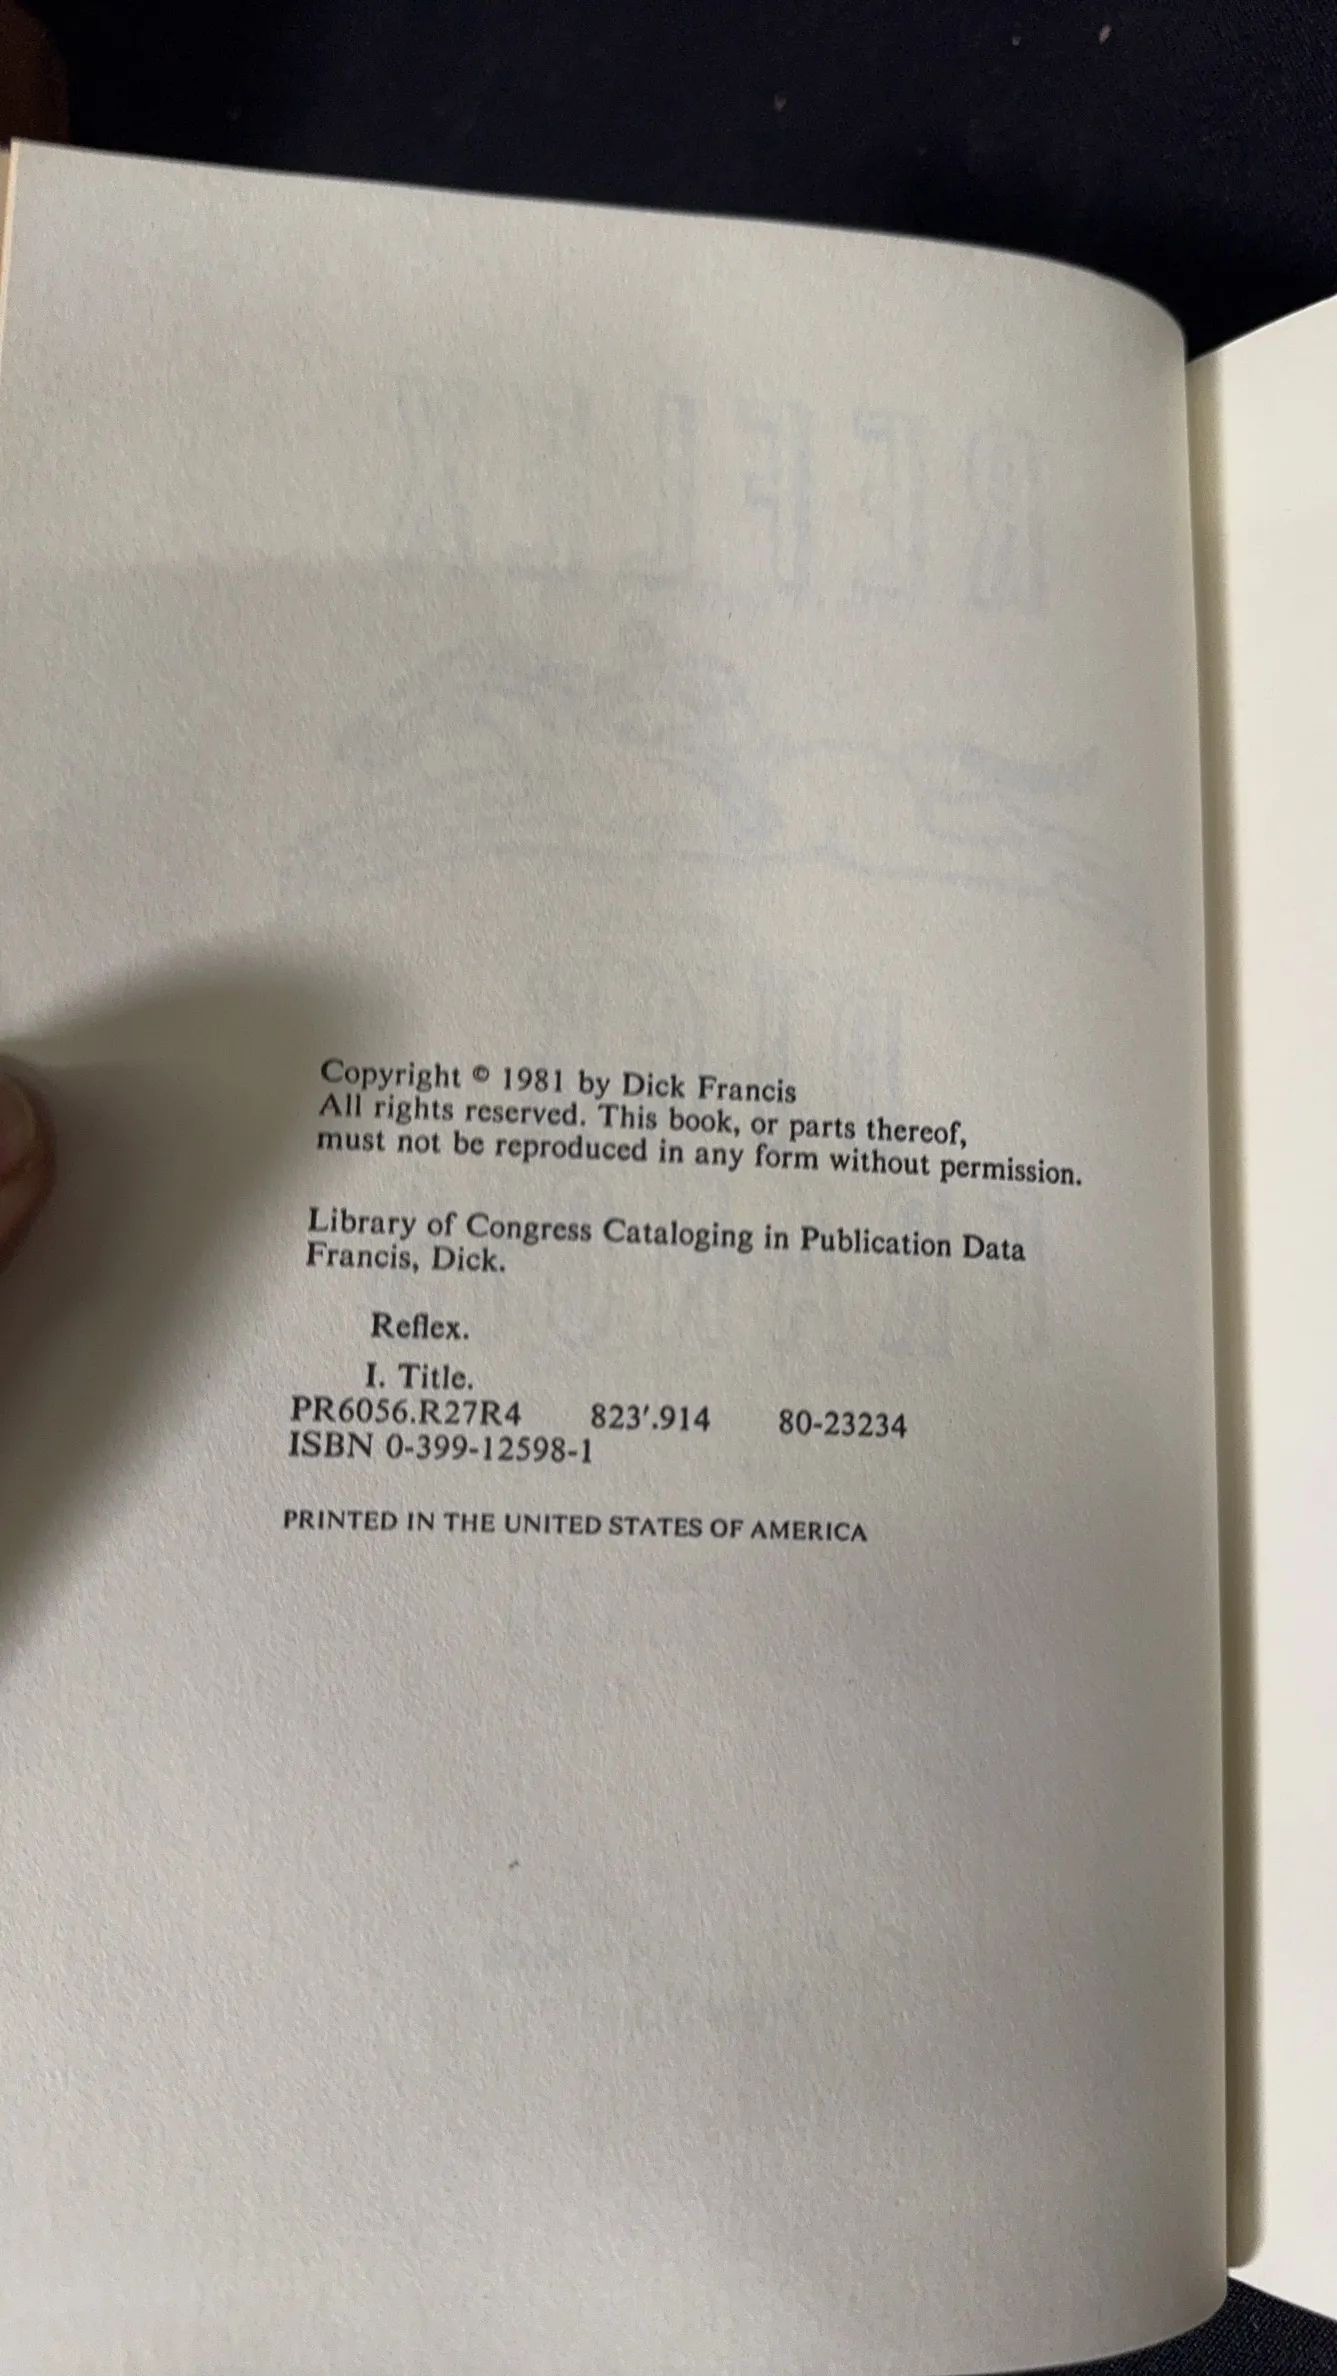 Copyright © 1981 by Dick Francis
All rights reserved. This book, or parts thereof,
must not be reproduced in any form without permission.
Library of Congress Cataloging in Publication Data
Francis, Dick.
Reflex.
I. Title.
PR6056.R27R4 823′.914 80-23234
ISBN 0-399-12598-1
PRINTED IN THE UNITED STATES OF AMERICA